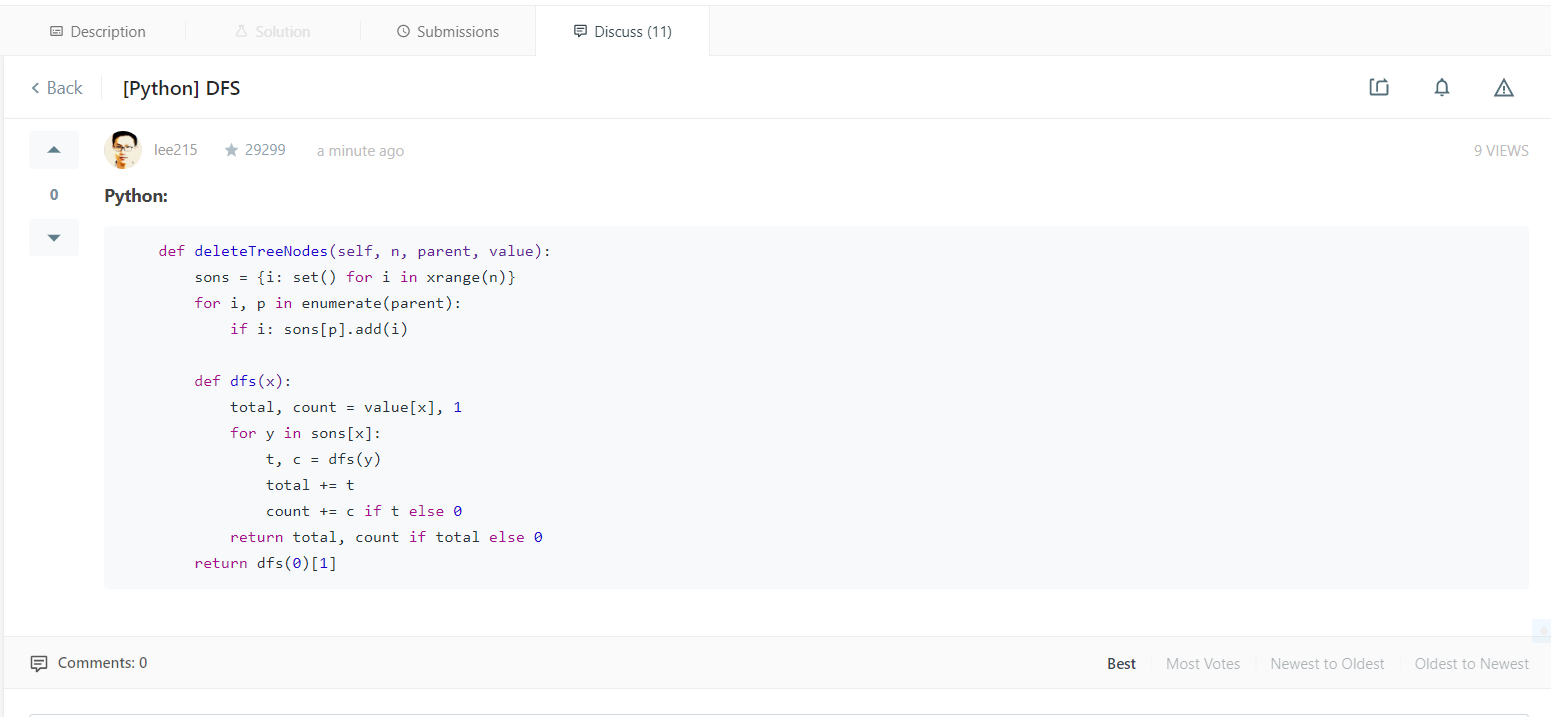 Description Solution Submissions Discuss (11)
Back [Python] DFS
lee215 29299 a minute ago 9 VIEWS
0
Python:
def deleteTreeNodes(self, n, parent, value):
sons = {i: set() for i in xrange(n)}
for i, p in enumerate(parent):
if i: sons[p].add(i)
def dfs(x):
total, count = value[x], 1
for y in sons[x]:
t, c = dfs(y)
total += t
count += c if t else 0
return total, count if total else 0
return dfs(0)[1]
Comments: 0 Best Most Votes Newest to Oldest Oldest to Newest